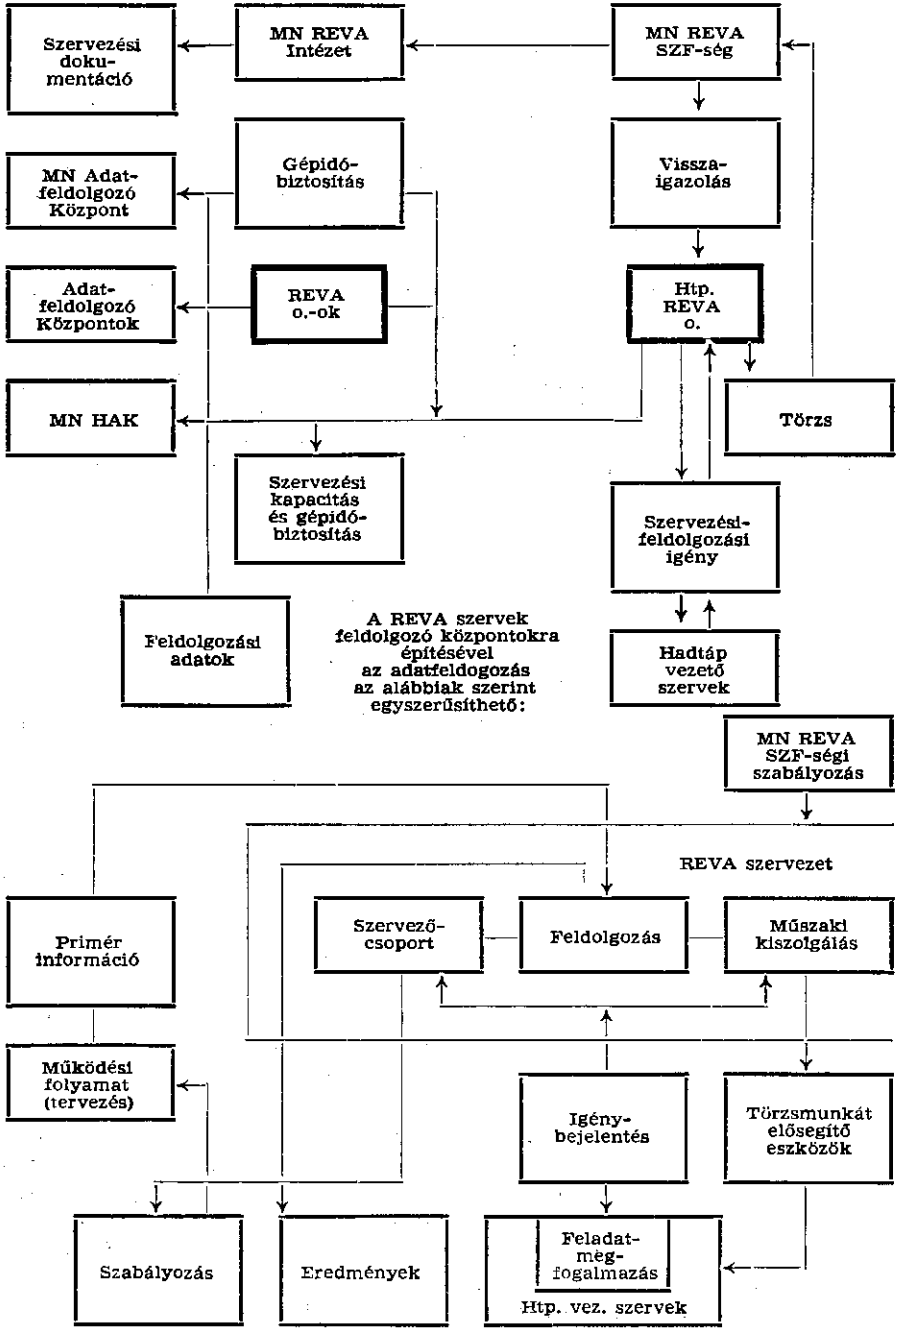 Szervezési
doku-
mentáció
MN REVA
Intézet
MN REVA
SZF-ség
Gépidő-
biztosítás
Vissza-
igazolás
MN Adat-
feldolgozó
Központ
Adat-
feldolgozó
Központok
REVA
o.-ok
Htp.
REVA
o.
MN HAK
Törzs
Szervezési
kapacitás
és gépidő-
biztosítás
Szervezési-
feldolgozási
igény
Feldolgozási
adatok
A REVA szervek
feldolgozó központokra
építésével
az adatfeldogozás
az alábbiak szerint
egyszerűsíthető:
Hadtáp
vezető
szervek
MN REVA
SZF-ségi
szabályozás
REVA szervezet
Primér
információ
Szervező-
csoport
Feldolgozás
Műszaki
kiszolgálás
Működési
folyamat
(tervezés)
Igény-
bejelentés
Törzsmunkát
elősegítő
eszközök
Szabályozás
Eredmények
Feladat-
meg-
fogalmazás
Htp. vez. szervek